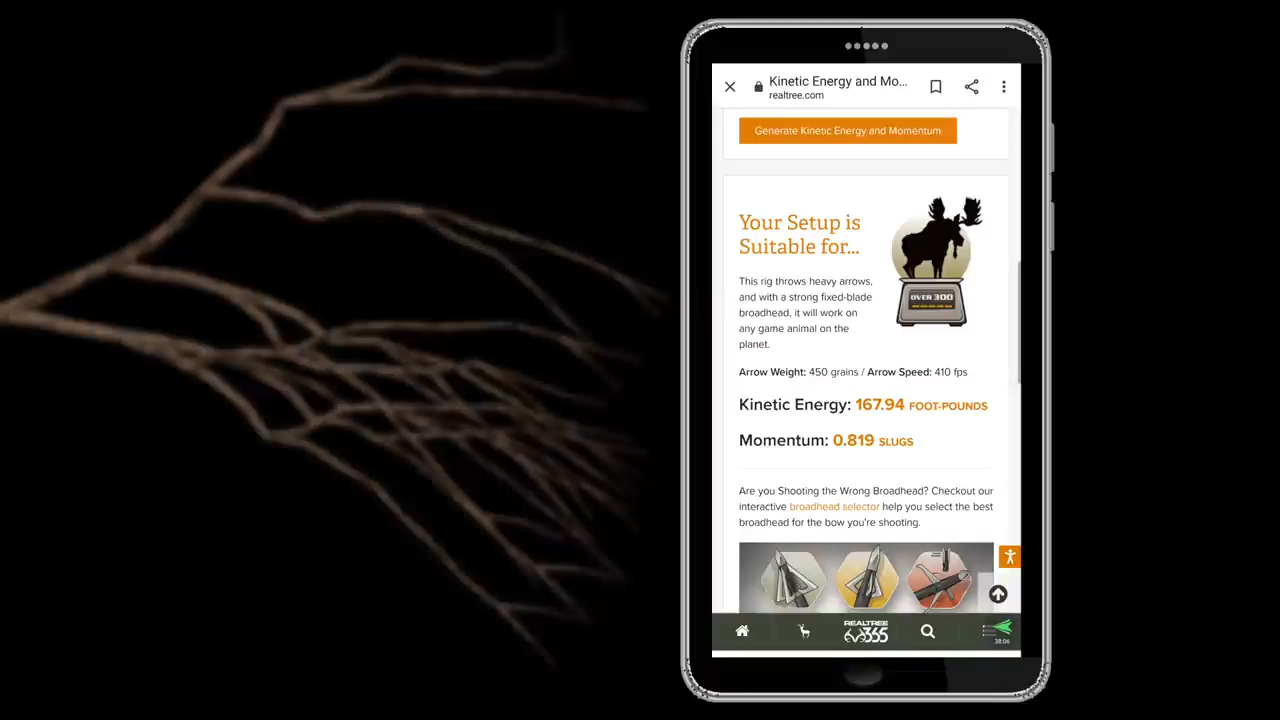 Kinetic Energy and Mo...
realtree.com
Generate Kinetic Energy and Momentum
Your Setup is
Suitable for...
This rig throws heavy arrows,
and with a strong fixed-blade
broadhead, it will work on
any game animal on the
planet.
OVER 300
Arrow Weight: 450 grains / Arrow Speed: 410 fps
Kinetic Energy: 167.94 FOOT-POUNDS
Momentum: 0.819 SLUGS
Are you Shooting the Wrong Broadhead? Checkout our
interactive broadhead selector help you select the best
broadhead for the bow you're shooting.
REALTREE
365
38:06